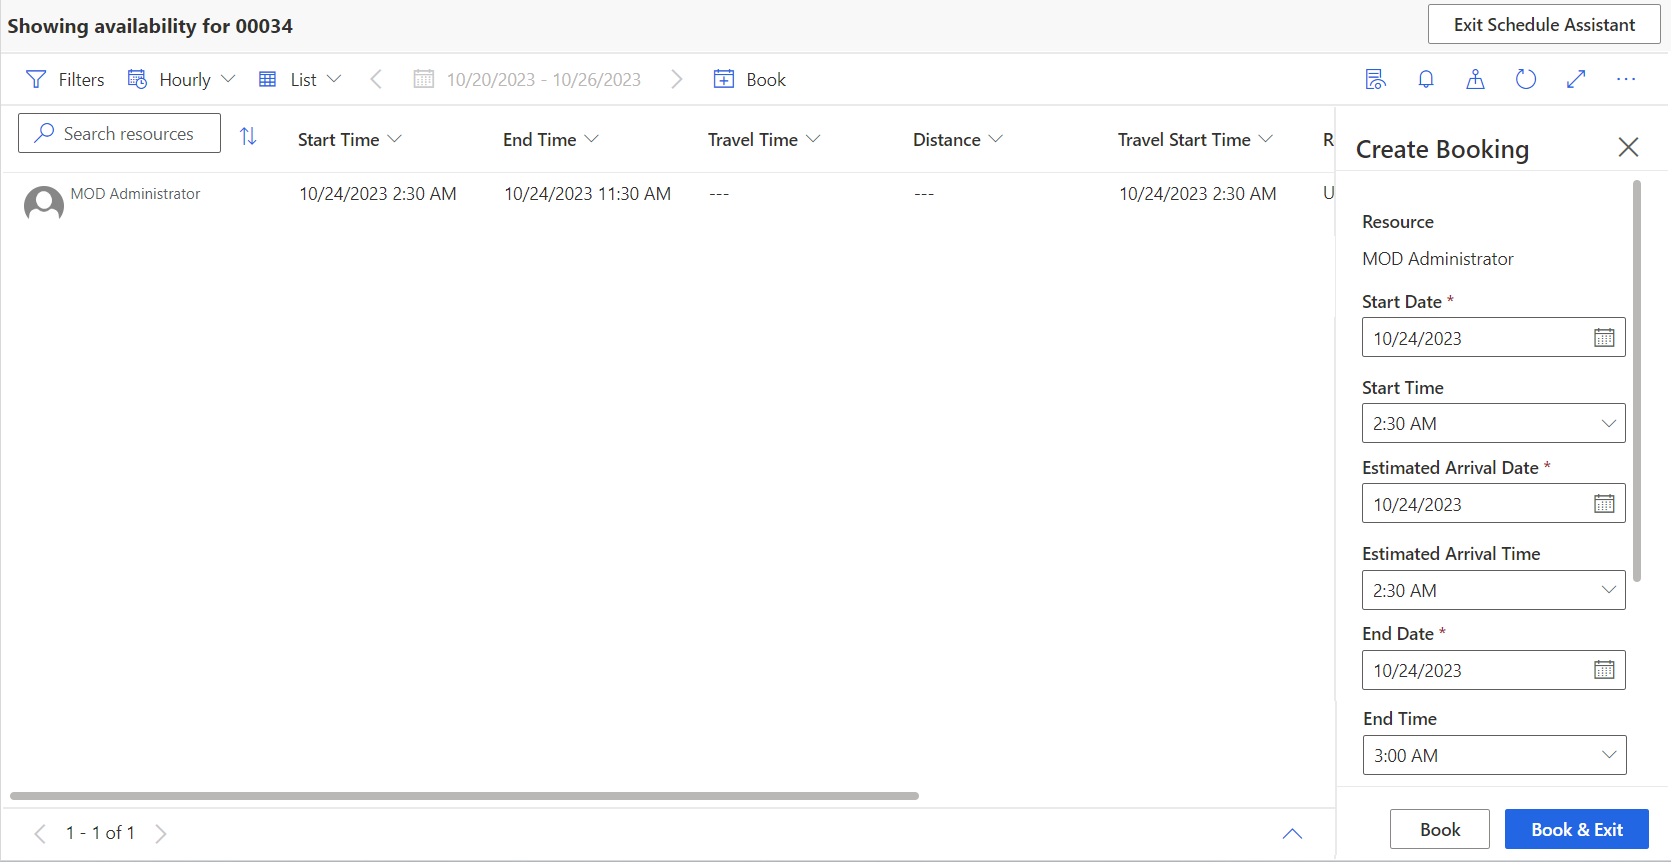 Showing availability for 00034
Exit Schedule Assistant
Filters
Hourly
List
10/20/2023 - 10/26/2023
Book
Search resources
Start Time
End Time
Travel Time
Distance
Travel Start Time
R
MOD Administrator
10/24/2023 2:30 AM
10/24/2023 11:30 AM
---
---
10/24/2023 2:30 AM
U
Create Booking
Resource
MOD Administrator
Start Date *
10/24/2023
Start Time
2:30 AM
Estimated Arrival Date *
10/24/2023
Estimated Arrival Time
2:30 AM
End Date *
10/24/2023
End Time
3:00 AM
1 - 1 of 1
Book
Book & Exit